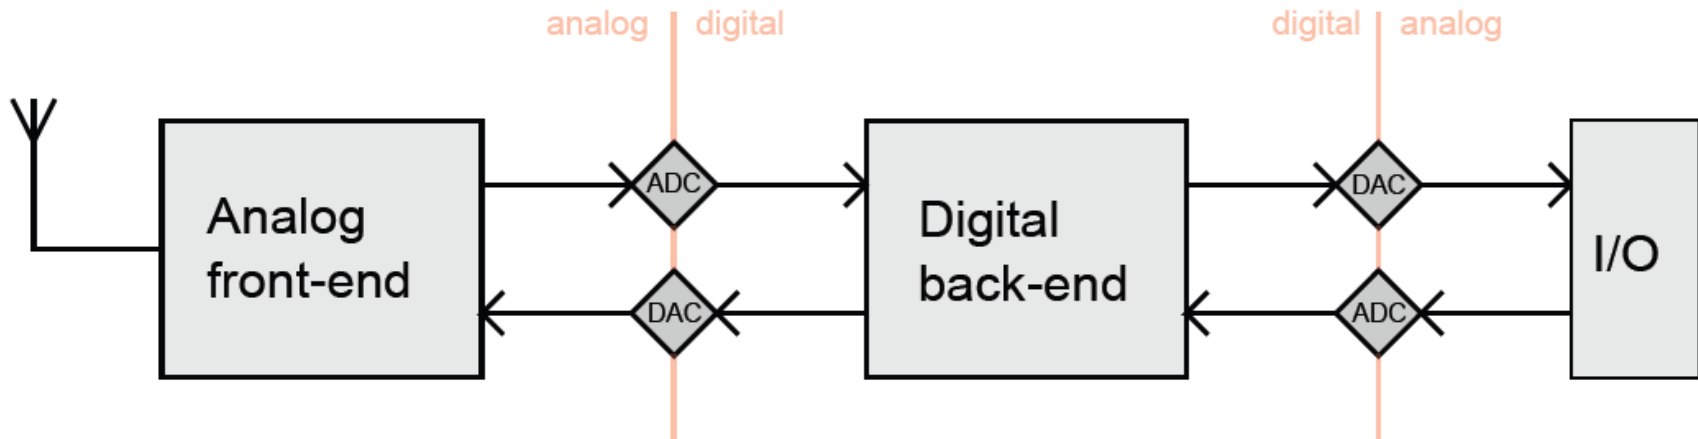 analog digital
digital analog
ADC
DAC
Analog
front-end
Digital
back-end
I/O
DAC
ADC